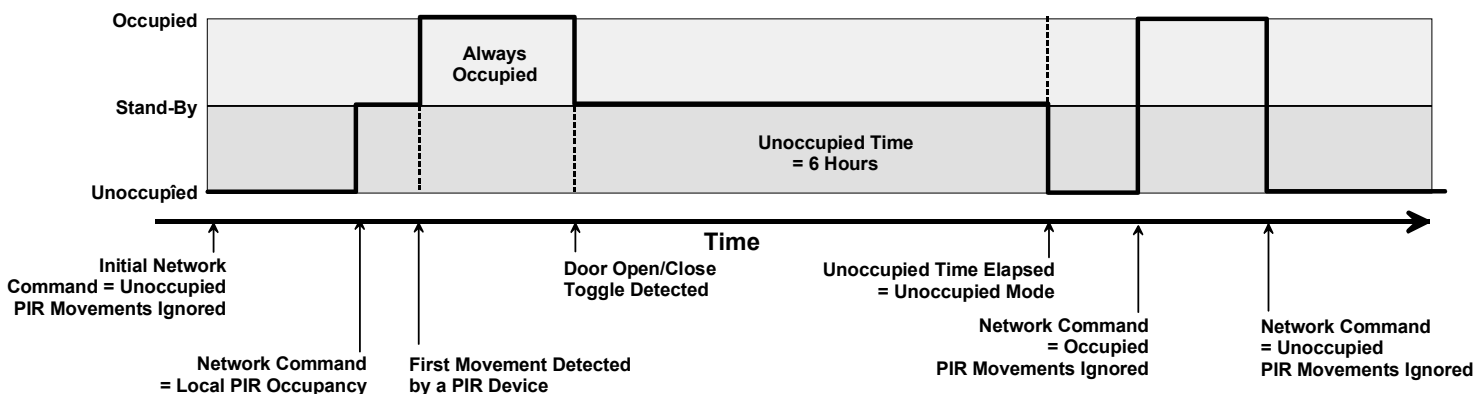 Occupied
Always
Occupied
Stand-By
Unoccupied Time
= 6 Hours
Unoccupîed
Time
Initial Network
Command = Unoccupied
PIR Movements Ignored
Network Command
= Local PIR Occupancy
First Movement Detected
by a PIR Device
Door Open/Close
Toggle Detected
Unoccupied Time Elapsed
= Unoccupied Mode
Network Command
= Occupied
PIR Movements Ignored
Network Command
= Unoccupied
PIR Movements Ignored